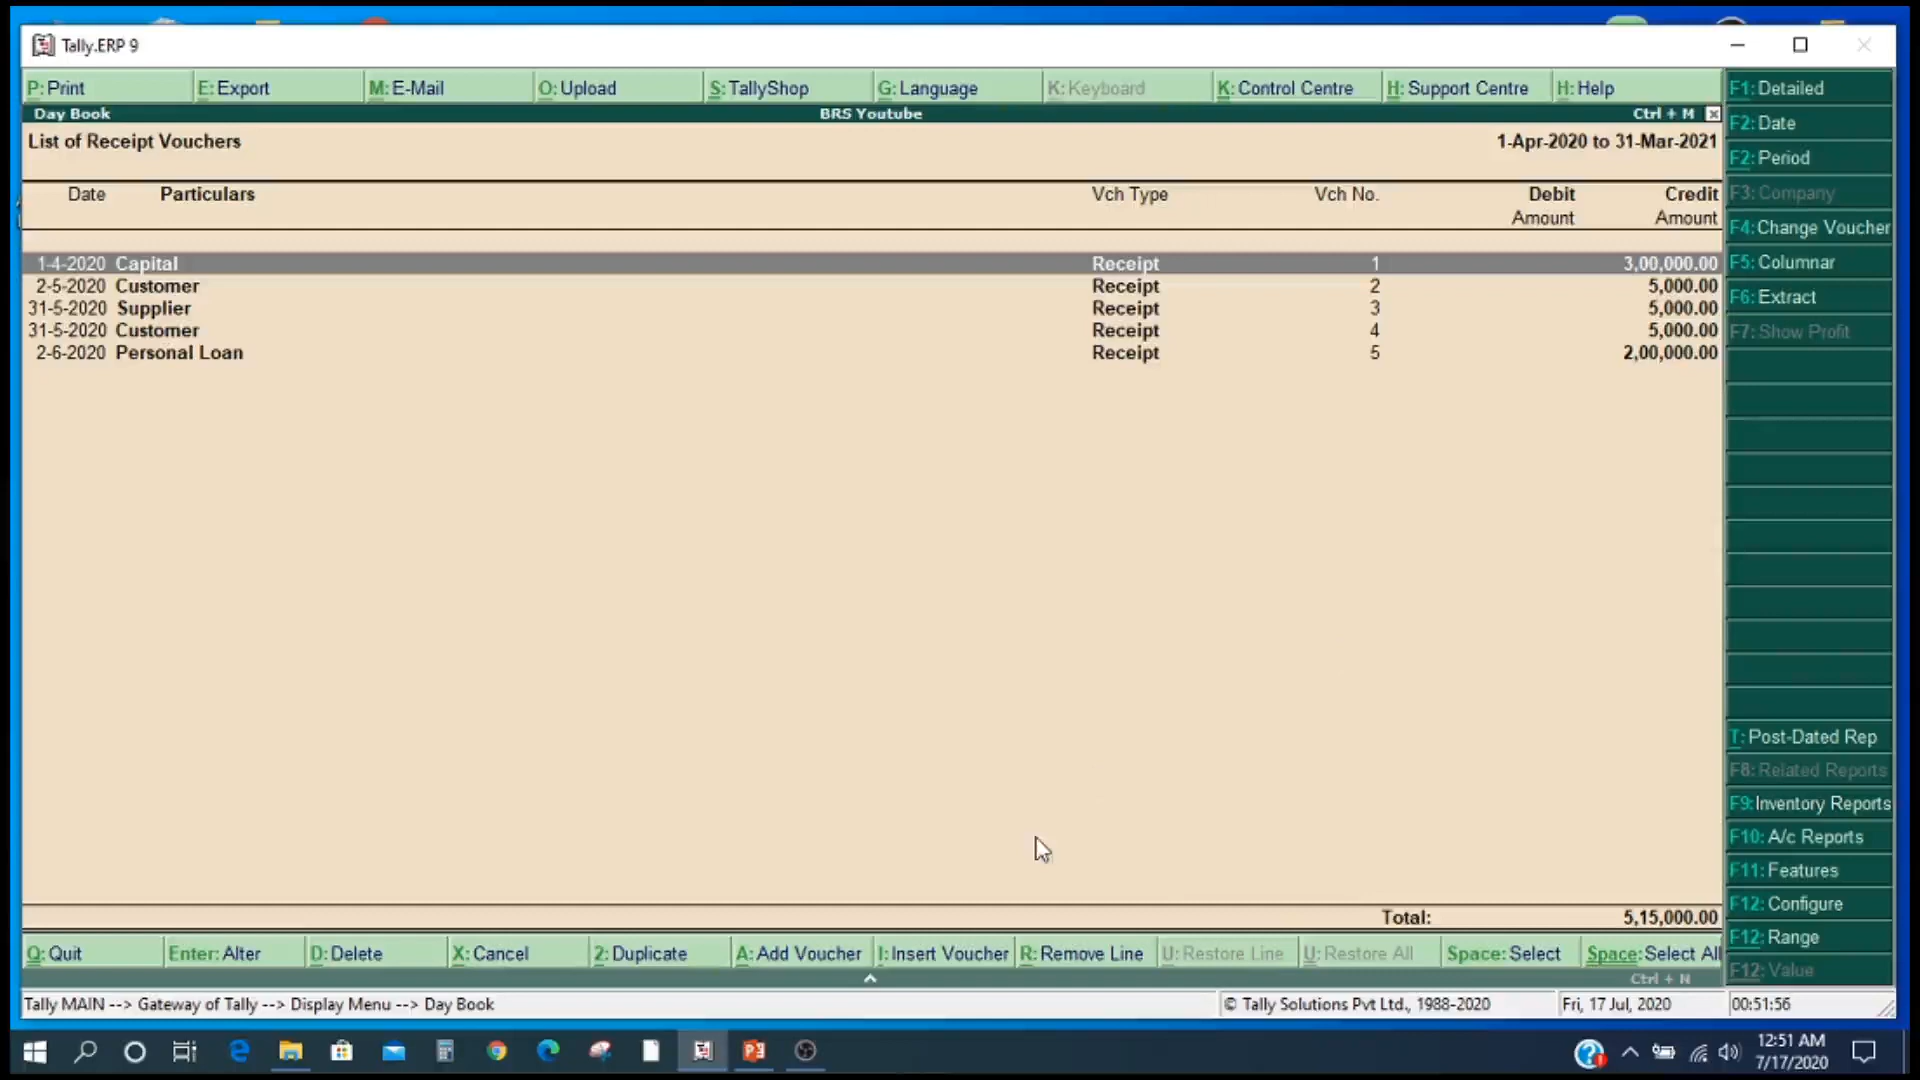 Tally.ERP 9
P: Print E: Export M: E-Mail O: Upload S: TallyShop G: Language K: Keyboard K: Control Centre H: Support Centre H: Help
Day Book BRS Youtube Ctrl + M
List of Receipt Vouchers 1-Apr-2020 to 31-Mar-2021
Date Particulars Vch Type Vch No. Debit Credit
Amount Amount
1-4-2020 Capital Receipt 1 3,00,000.00
2-5-2020 Customer Receipt 2 5,000.00
31-5-2020 Supplier Receipt 3 5,000.00
31-5-2020 Customer Receipt 4 5,000.00
2-6-2020 Personal Loan Receipt 5 2,00,000.00
Total: 5,15,000.00
Q: Quit Enter: Alter D: Delete X: Cancel 2: Duplicate A: Add Voucher I: Insert Voucher R: Remove Line U: Restore Line U: Restore All Space: Select Space: Select All
Ctrl + N
Tally MAIN --> Gateway of Tally --> Display Menu --> Day Book © Tally Solutions Pvt Ltd., 1988-2020 Fri, 17 Jul, 2020 00:51:56
F1: Detailed
F2: Date
F2: Period
F3: Company
F4: Change Voucher
F5: Columnar
F6: Extract
F7: Show Profit
T: Post-Dated Rep
F8: Related Reports
F9: Inventory Reports
F10: A/c Reports
F11: Features
F12: Configure
F12: Range
F12: Value
12:51 AM
7/17/2020